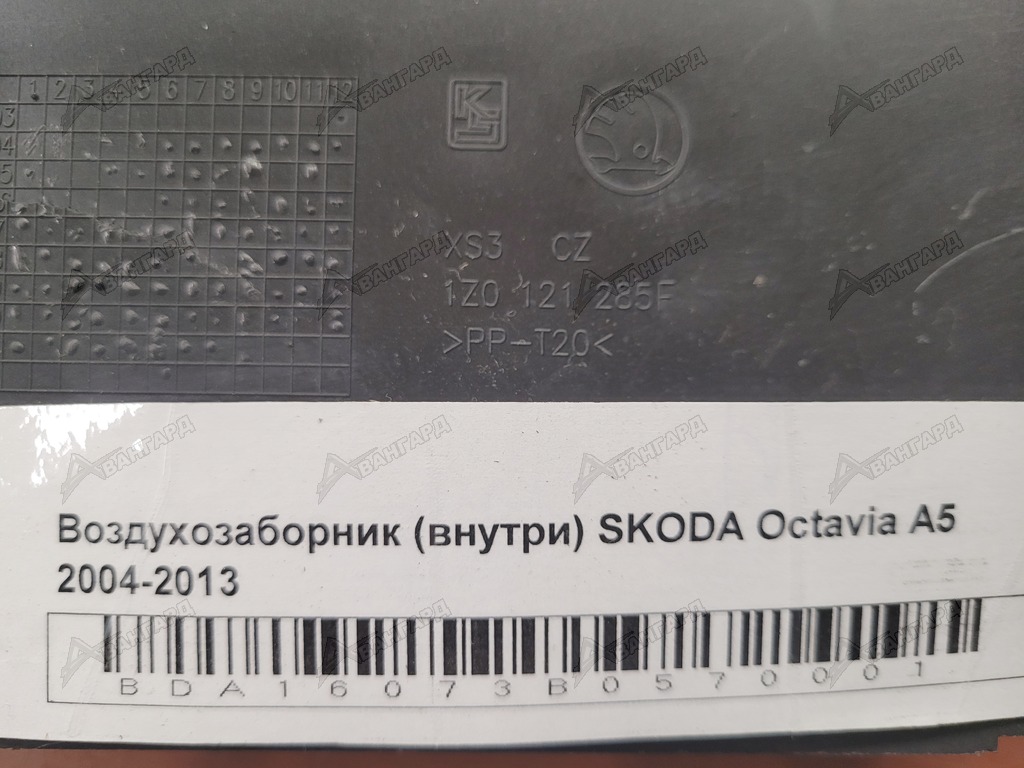 1 2 3 4 5 6 7 8 9 10 11 12
XS3 CZ
1Z0 121 285F
>PP-T20<
Воздухозаборник (внутри) SKODA Octavia A5
2004-2013
BDA16073B0570001
АВАНГАРД